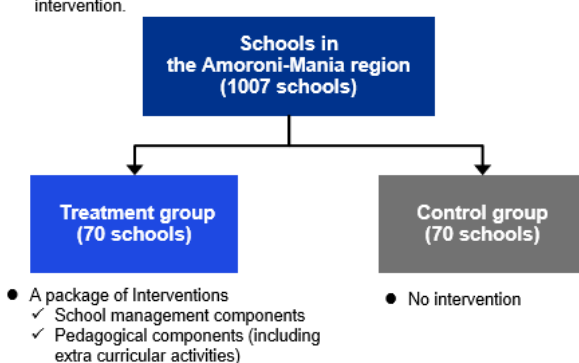 intervention.
Schools in
the Amoroni-Mania region
(1007 schools)
Treatment group
(70 schools)
Control group
(70 schools)
● A package of Interventions
✓ School management components
✓ Pedagogical components (including
extra curricular activities)
● No intervention